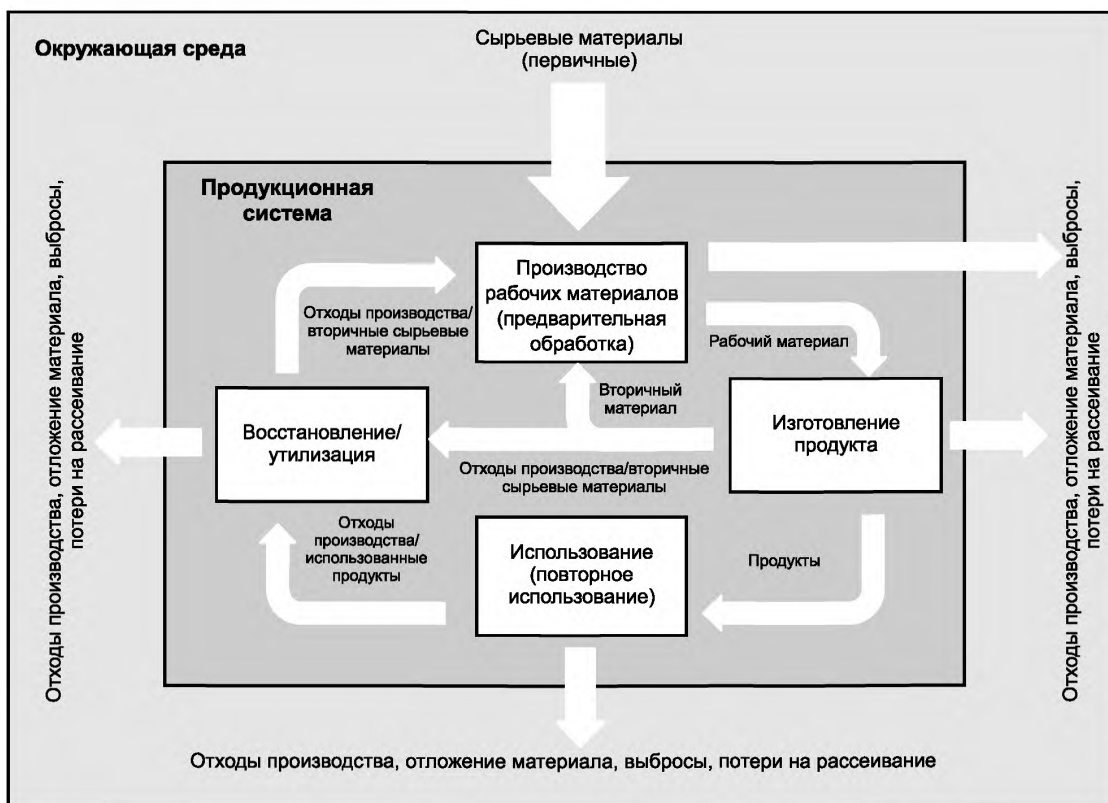 Окружающая среда
Сырьевые материалы
(первичные)
Продукционная
система
Производство
рабочих материалов
(предварительная
обработка)
Отходы производства/
вторичные сырьевые
материалы
Рабочий материал
Вторичный
материал
Восстановление/
утилизация
Изготовление
продукта
Отходы производства/вторичные
сырьевые материалы
Отходы
производства/
использованные
продукты
Использование
(повторное
использование)
Продукты
Отходы производства, отложение материала, выбросы,
потери на рассеивание
Отходы производства, отложение материала, выбросы,
потери на рассеивание
Отходы производства, отложение материала, выбросы, потери на рассеивание